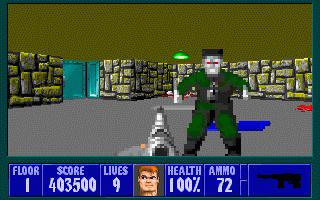 FLOOR SCORE LIVES HEALTH AMMO
1 403500 9 100% 72